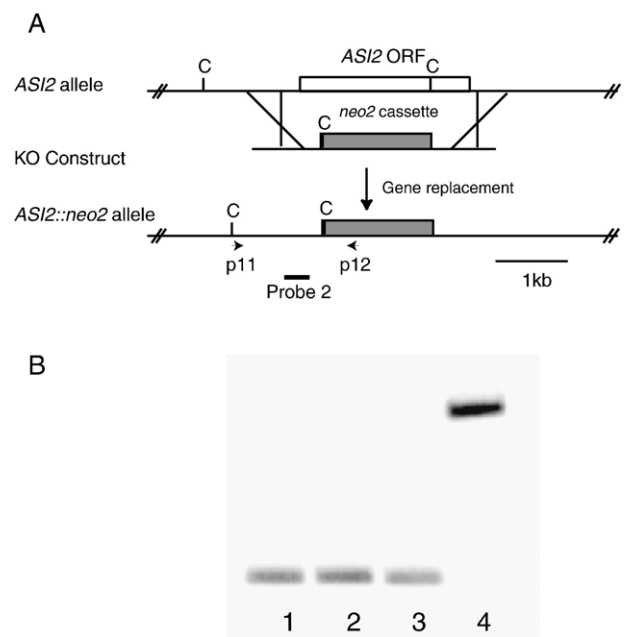 A
C
ASI2 ORF
C
ASI2 allele
neo2 cassette
C
KO Construct
Gene replacement
ASI2::neo2 allele
C
C
p11
p12
Probe 2
1kb
B
1 2 3 4